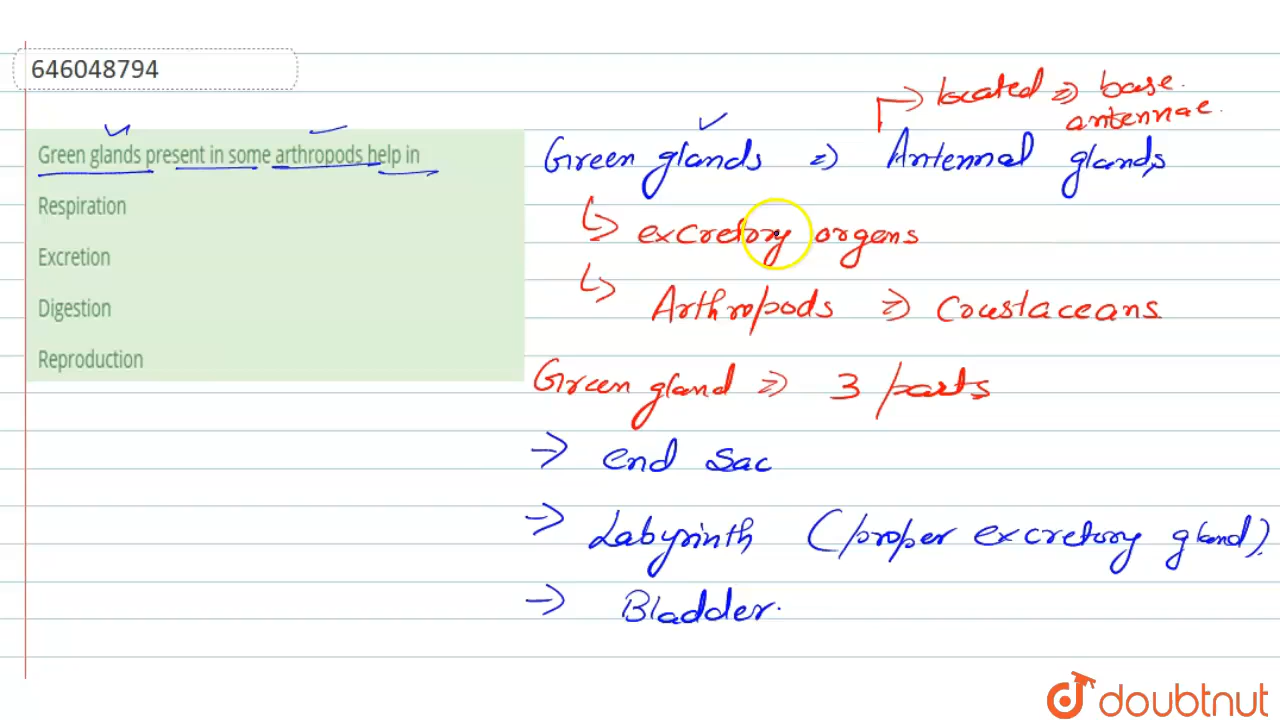 646048794
Green glands present in some arthropods help in
Respiration
Excretion
Digestion
Reproduction
located => base
antennae.
Green glands => Antennal glands
↳ excretory organs
↳ Arthropods => Crustaceans
Green gland => 3 parts
→ end sac
→ Labyrinth (proper excretory gland).
→ Bladder.
doubtnut